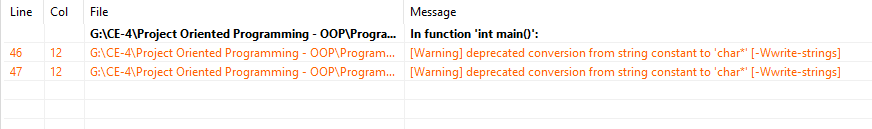 Line Col File Message
G:\CE-4\Project Oriented Programming - OOP\Progra... In function 'int main()':
46 12 G:\CE-4\Project Oriented Programming - OOP\Program... [Warning] deprecated conversion from string constant to 'char*' [-Wwrite-strings]
47 12 G:\CE-4\Project Oriented Programming - OOP\Program... [Warning] deprecated conversion from string constant to 'char*' [-Wwrite-strings]